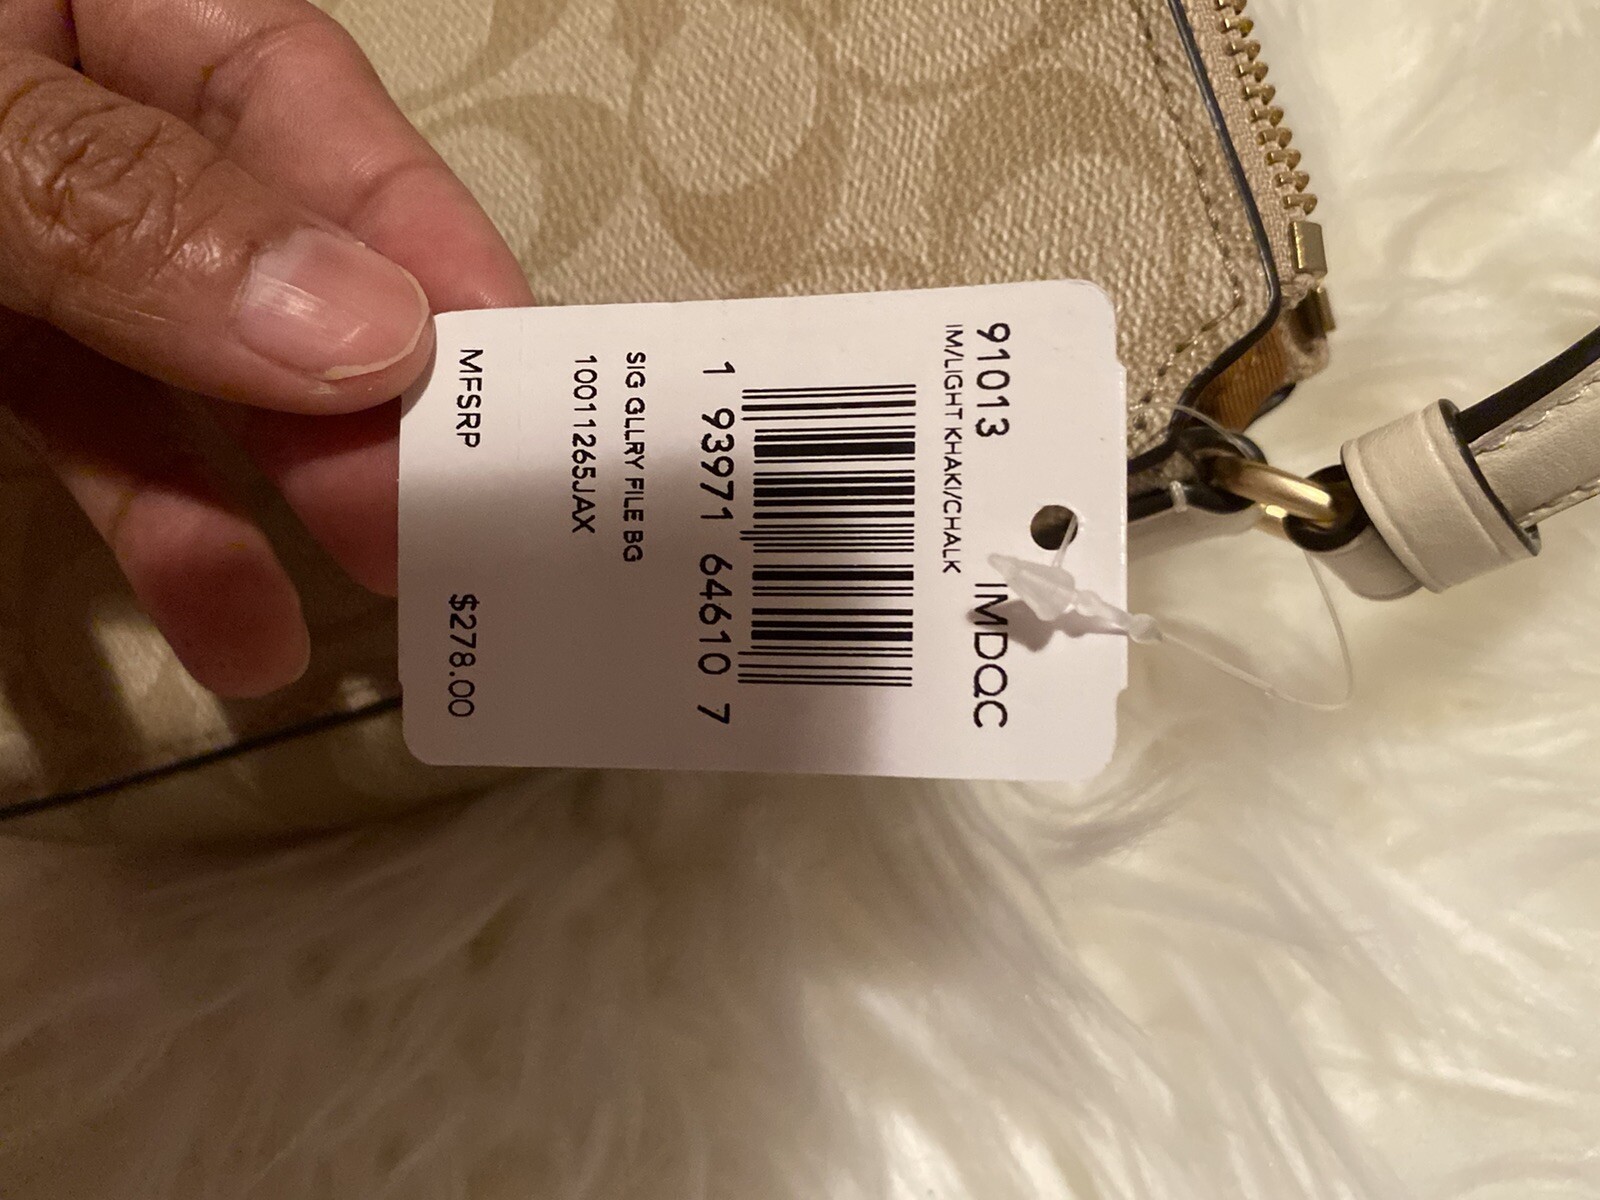 91013 IMDQC
IM/LIGHT KHAKI/CHALK
1 93971 64610 7
SIG GLLRY FILE BG
10011265JAX
MFSRP $278.00